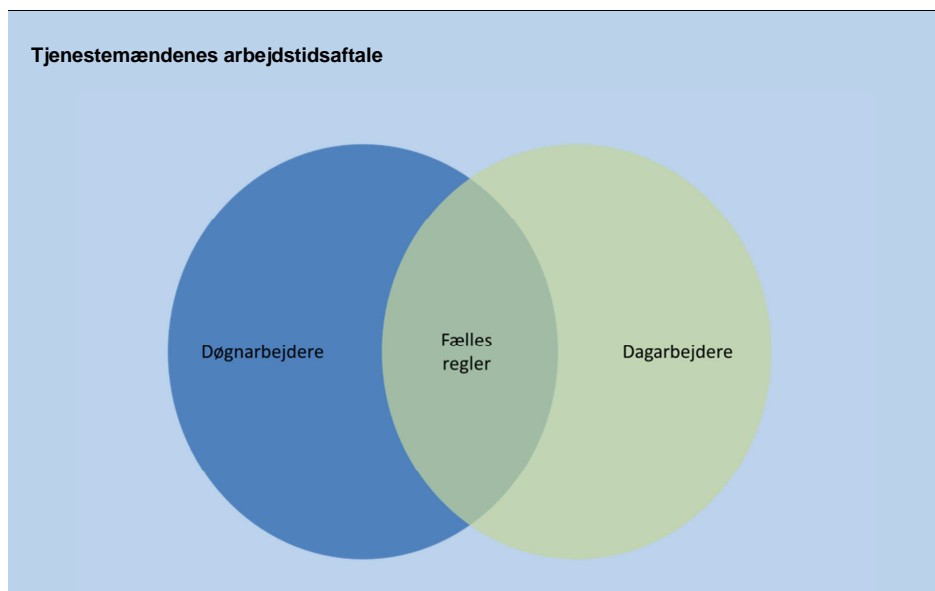 Tjenestemændenes arbejdstidsaftale
Døgnarbejdere
Fælles
regler
Dagarbejdere